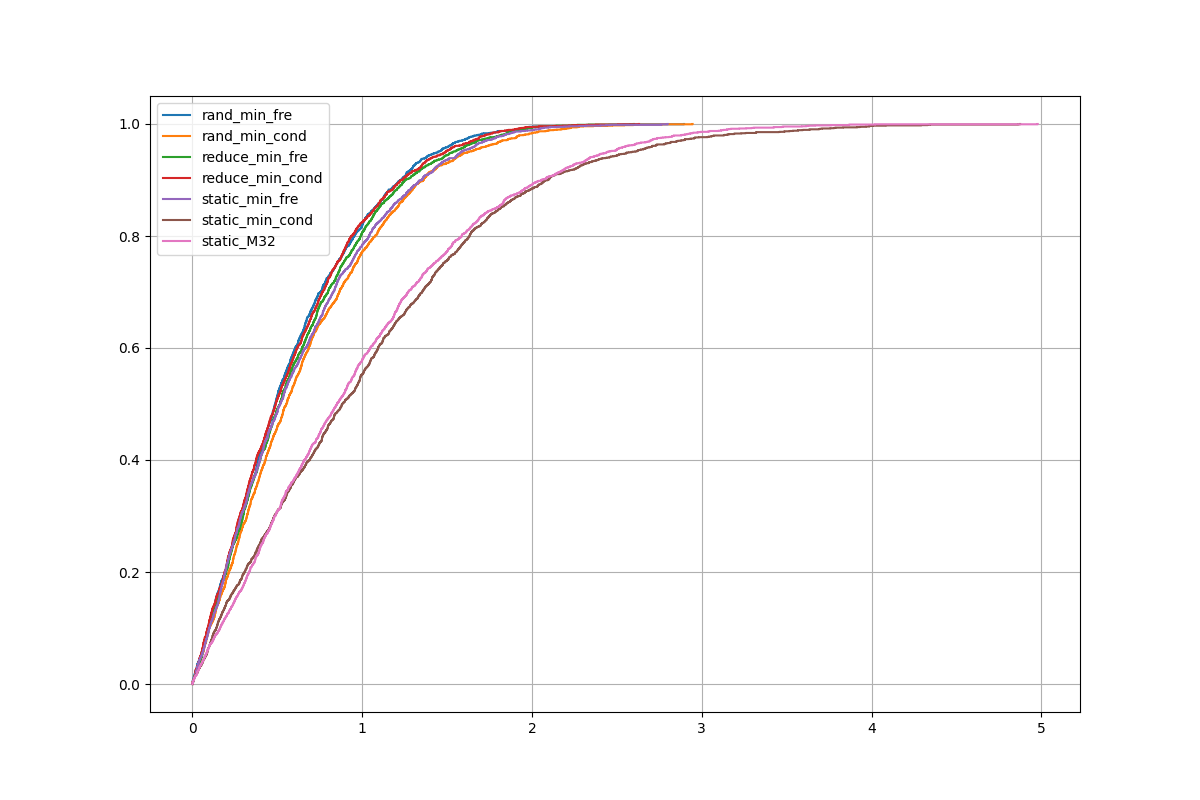 rand_min_fre
rand_min_cond
reduce_min_fre
reduce_min_cond
static_min_fre
static_min_cond
static_M32
1.0
0.8
0.6
0.4
0.2
0.0
0 1 2 3 4 5